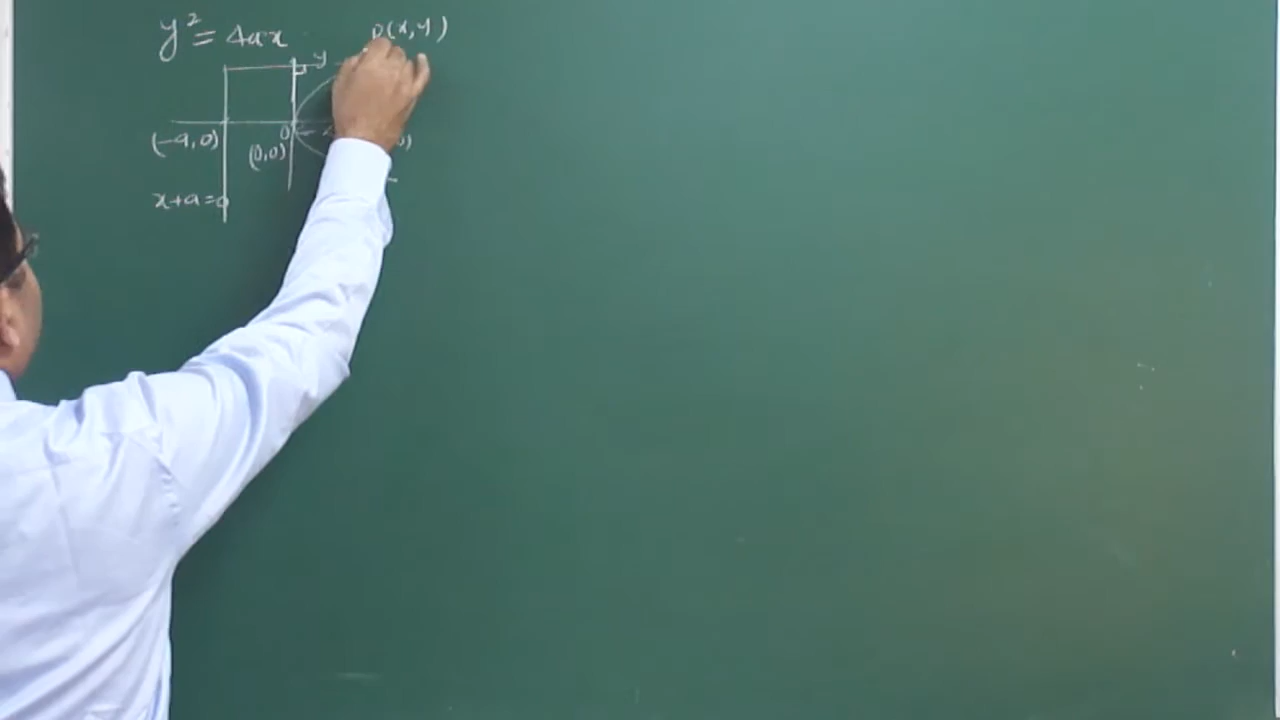 y² = 4ax
P(x,y)
y
(-a,0)
0
(0,0)
x+a=0